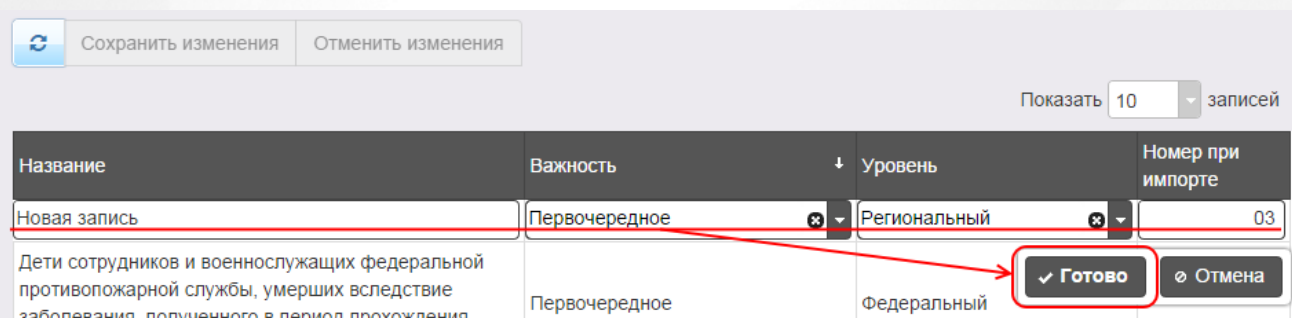 Сохранить изменения Отменить изменения
Показать 10 записей
Название Важность Уровень Номер при импорте
Новая запись Первочередное Региональный 03
Дети сотрудников и военнослужащих федеральной
противопожарной службы, умерших вследствие
заболевания, полученного в период прохождения
Первочередное Федеральный
Готово Отмена